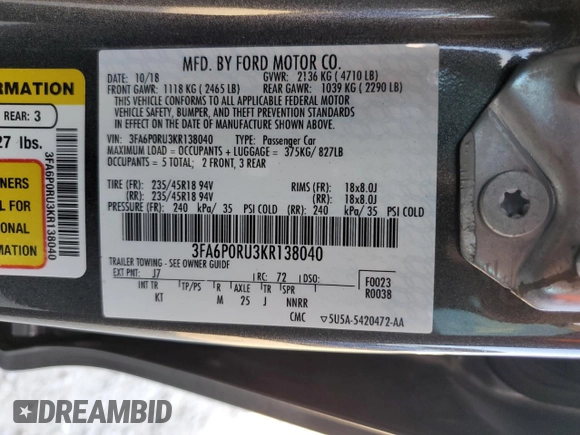 MFD. BY FORD MOTOR CO.
DATE: 10/18 GVWR: 2136 KG ( 4710 LB)
FRONT GAWR: 1118 KG ( 2465 LB) REAR GAWR: 1039 KG ( 2290 LB)
THIS VEHICLE CONFORMS TO ALL APPLICABLE FEDERAL MOTOR
VEHICLE SAFETY, BUMPER, AND THEFT PREVENTION STANDARDS
IN EFFECT ON THE DATE OF MANUFACTURE SHOWN ABOVE.
VIN: 3FA6P0RU3KR138040 TYPE: Passenger Car
MAXIMUM LOAD = OCCUPANTS + LUGGAGE = 375KG/ 827LB
OCCUPANTS = 5 TOTAL; 2 FRONT, 3 REAR
TIRE (FR): 235/45R18 94V RIMS (FR): 18x8.0J
TIRE (RR): 235/45R18 94V RIMS (RR): 18x8.0J
PRESSURE (FR): 240 kPa/ 35 PSI COLD (RR): 240 kPa/ 35 PSI COLD
3FA6P0RU3KR138040
TRAILER TOWING - SEE OWNER GUIDE
EXT PNT: J7 RC: 72 DSO: F0023
R0038
INT TR TP/PS R AXLE TR SPR
KT M 25 J NNRR
CMC ▽5U5A-5420472-AA
ORMATION
REAR: 3
27 lbs.
NERS
L FOR
ONAL
MATION
3FA6P0RU3KR138040
DREAMBID